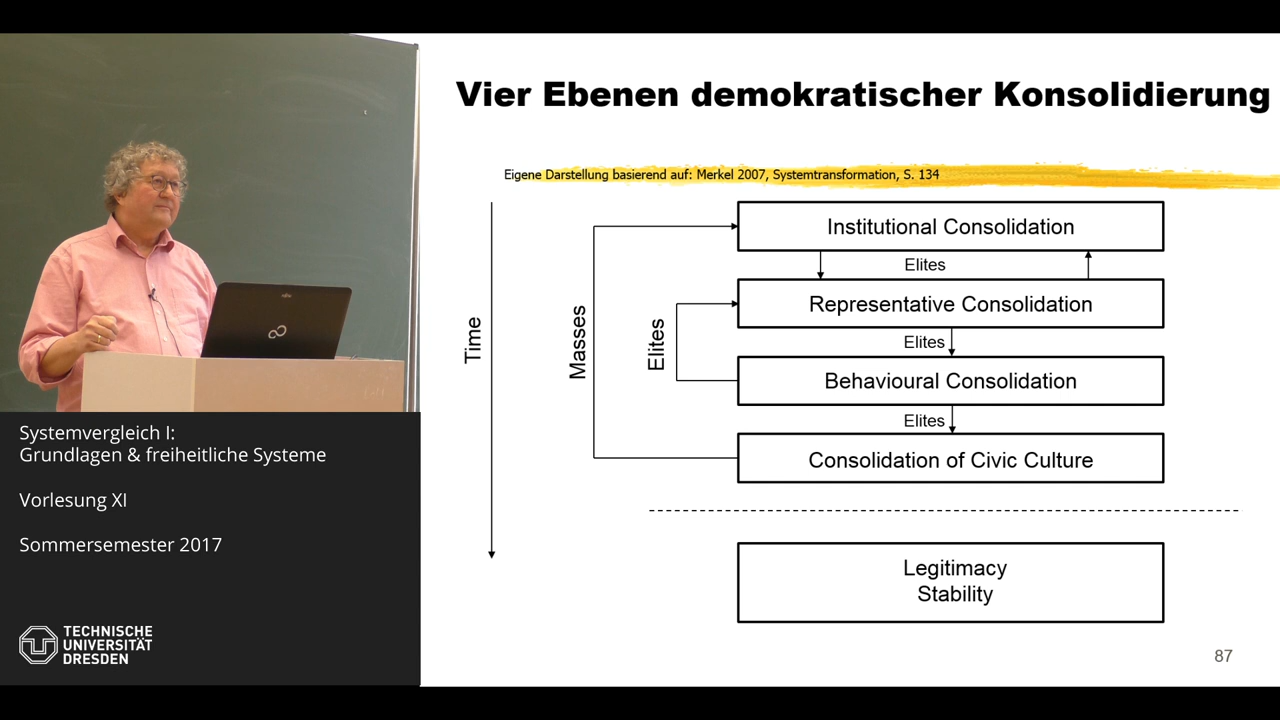 Vier Ebenen demokratischer Konsolidierung
Eigene Darstellung basierend auf: Merkel 2007, Systemtransformation, S. 134
Institutional Consolidation
Elites
Representative Consolidation
Elites
Behavioural Consolidation
Elites
Consolidation of Civic Culture
Time
Masses
Elites
Legitimacy
Stability
87
Systemvergleich I:
Grundlagen & freiheitliche Systeme
Vorlesung XI
Sommersemester 2017
TECHNISCHE
UNIVERSITÄT
DRESDEN